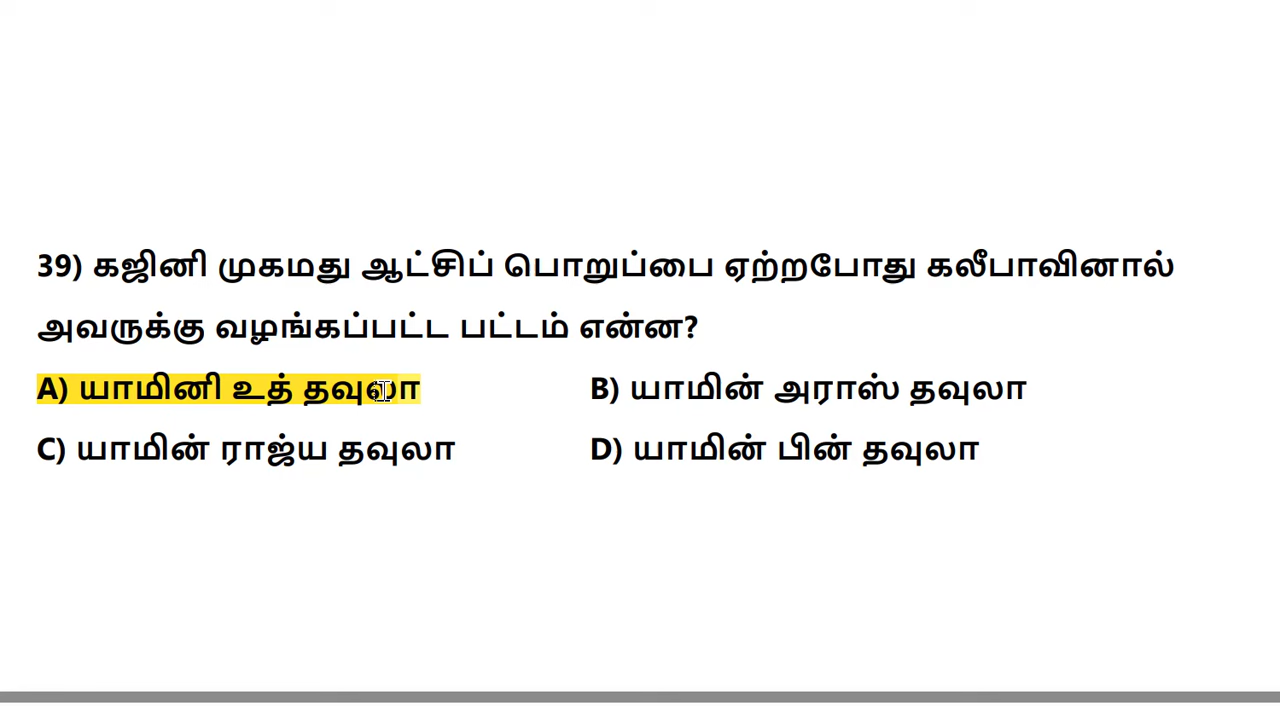 39) கஜினி முகமது ஆட்சிப் பொறுப்பை ஏற்றபோது கலீபாவினால்
அவருக்கு வழங்கப்பட்ட பட்டம் என்ன?
A) யாமினி உத் தவுலா B) யாமின் அராஸ் தவுலா
C) யாமின் ராஜ்ய தவுலா D) யாமின் பின் தவுலா